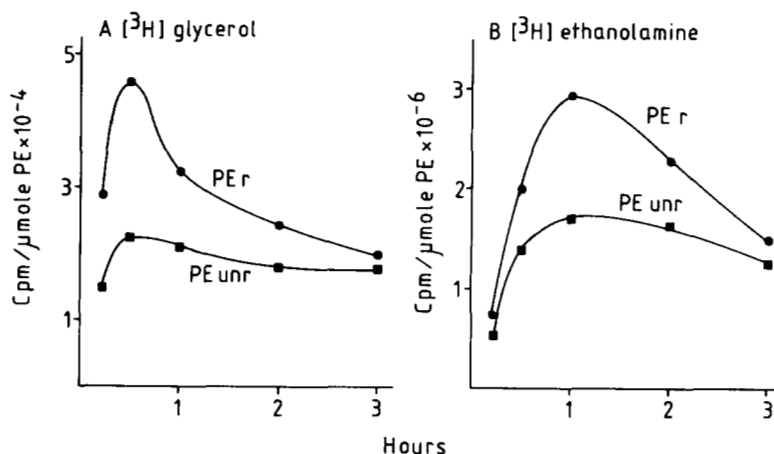 A [³H] glycerol
Cpm/μmole PE×10⁻⁴
5
3
1
PE r
PE unr
1 2 3
B [³H] ethanolamine
Cpm/μmole PE ×10⁻⁶
3
2
1
PE r
PE unr
1 2 3
Hours